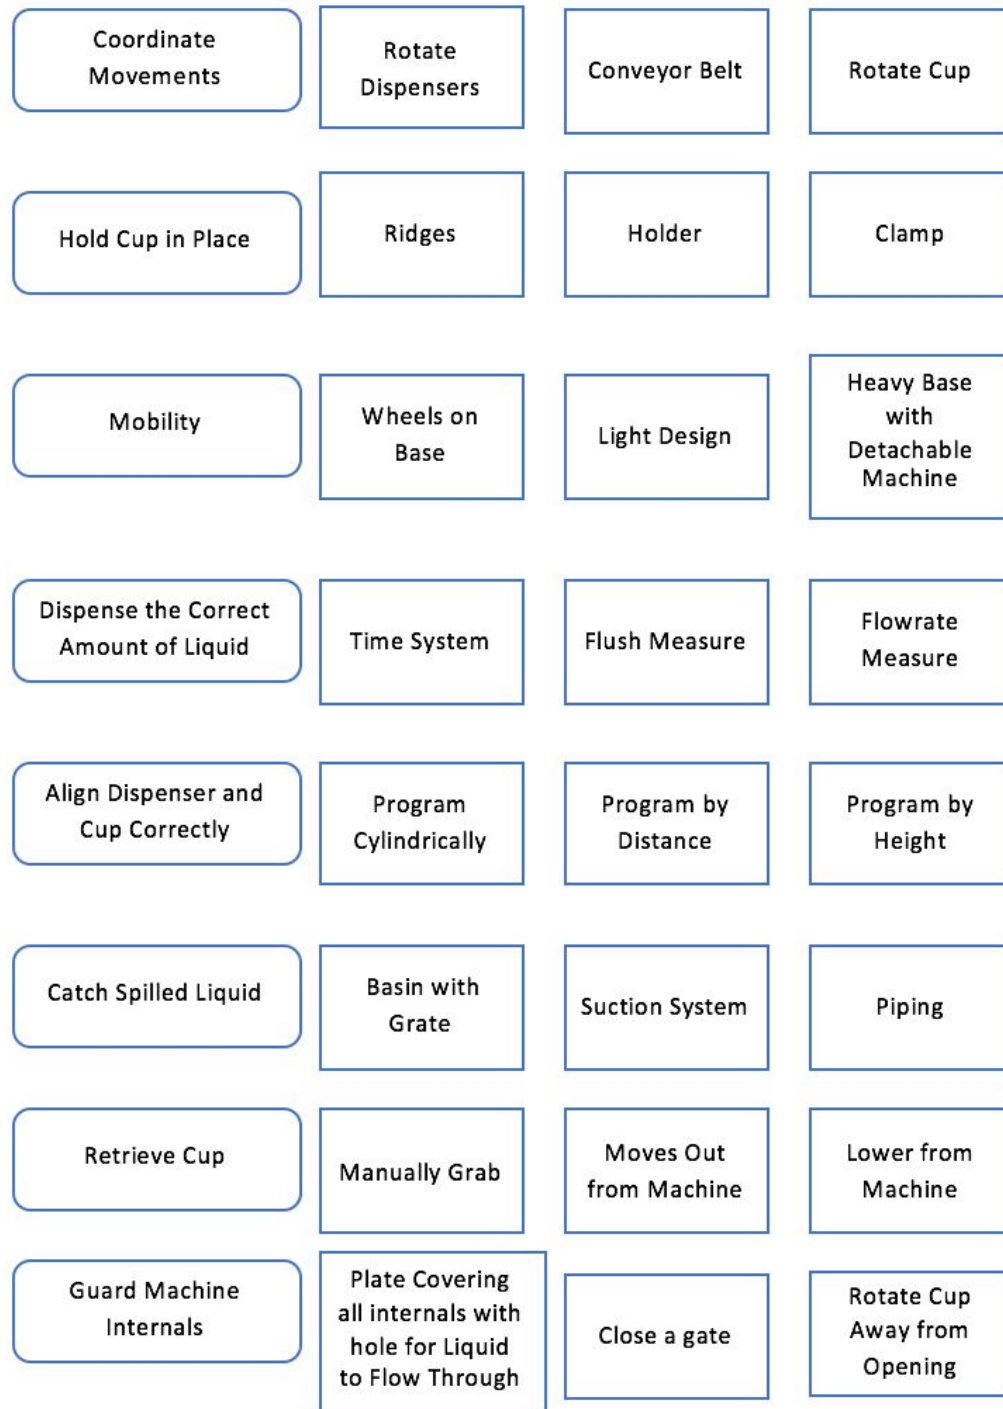 Coordinate
Movements
Rotate
Dispensers
Conveyor Belt
Rotate Cup
Hold Cup in Place
Ridges
Holder
Clamp
Mobility
Wheels on
Base
Light Design
Heavy Base
with
Detachable
Machine
Dispense the Correct
Amount of Liquid
Time System
Flush Measure
Flowrate
Measure
Align Dispenser and
Cup Correctly
Program
Cylindrically
Program by
Distance
Program by
Height
Catch Spilled Liquid
Basin with
Grate
Suction System
Piping
Retrieve Cup
Manually Grab
Moves Out
from Machine
Lower from
Machine
Guard Machine
Internals
Plate Covering
all internals with
hole for Liquid
to Flow Through
Close a gate
Rotate Cup
Away from
Opening